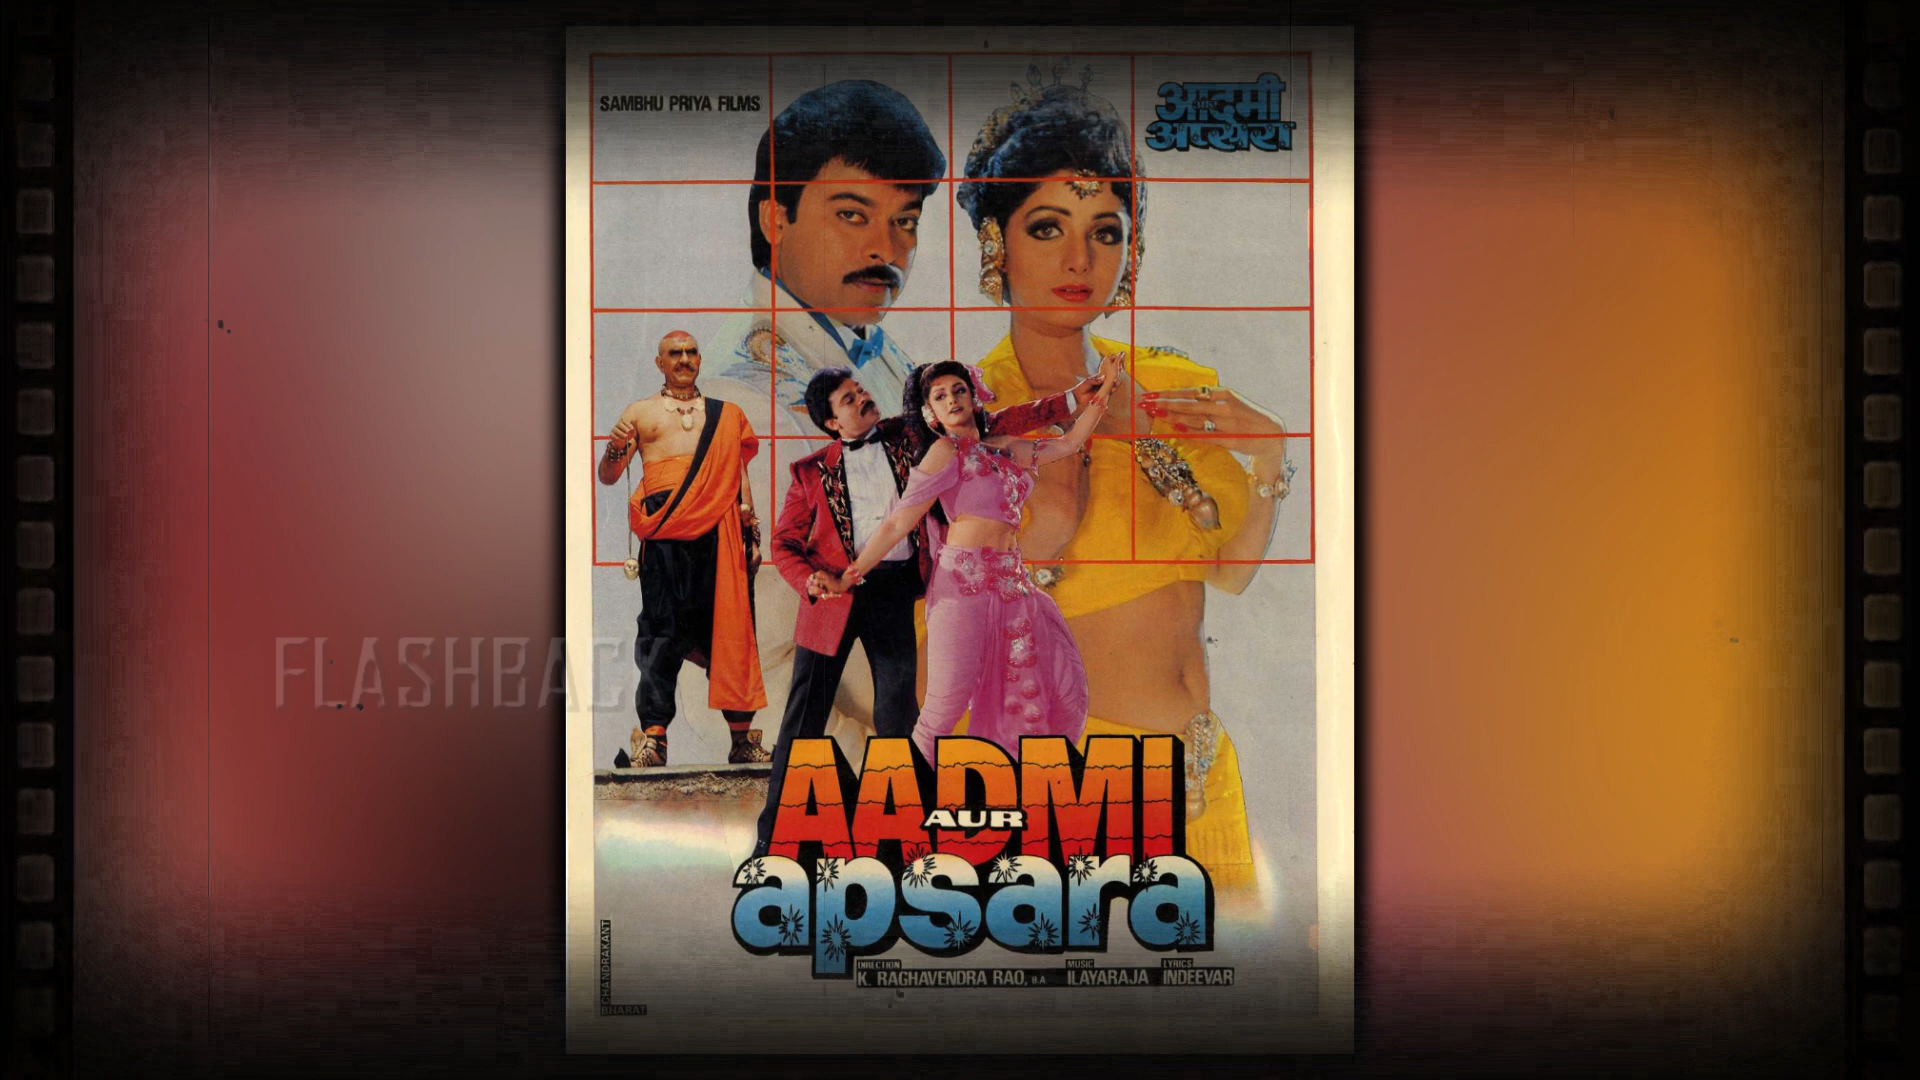 SAMBHU PRIYA FILMS
आदमी
और
अप्सरा
FLASHBACK
AADMI
AUR
apsara
DIRECTION
K. RAGHAVENDRA RAO, B.A.
MUSIC
ILAYARAJA
LYRICS
INDEEVAR
CHANDRAKANT
BHARAT